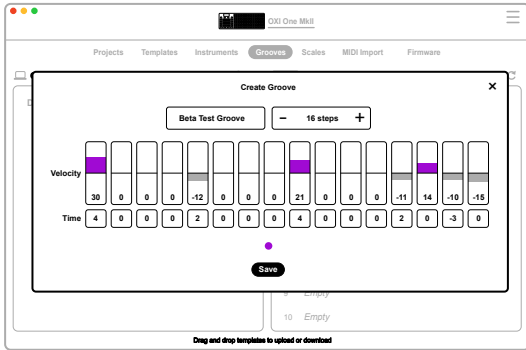 OXI One MkII
Projects Templates Instruments Grooves Scales MIDI Import Firmware
Create Groove
Beta Test Groove − 16 steps +
Velocity 30 0 0 0 -12 0 0 0 21 0 0 0 -11 14 -10 -15
Time 4 0 0 0 2 0 0 0 4 0 0 0 2 0 -3 0
Save
10 Empty
Drag and drop templates to upload or download